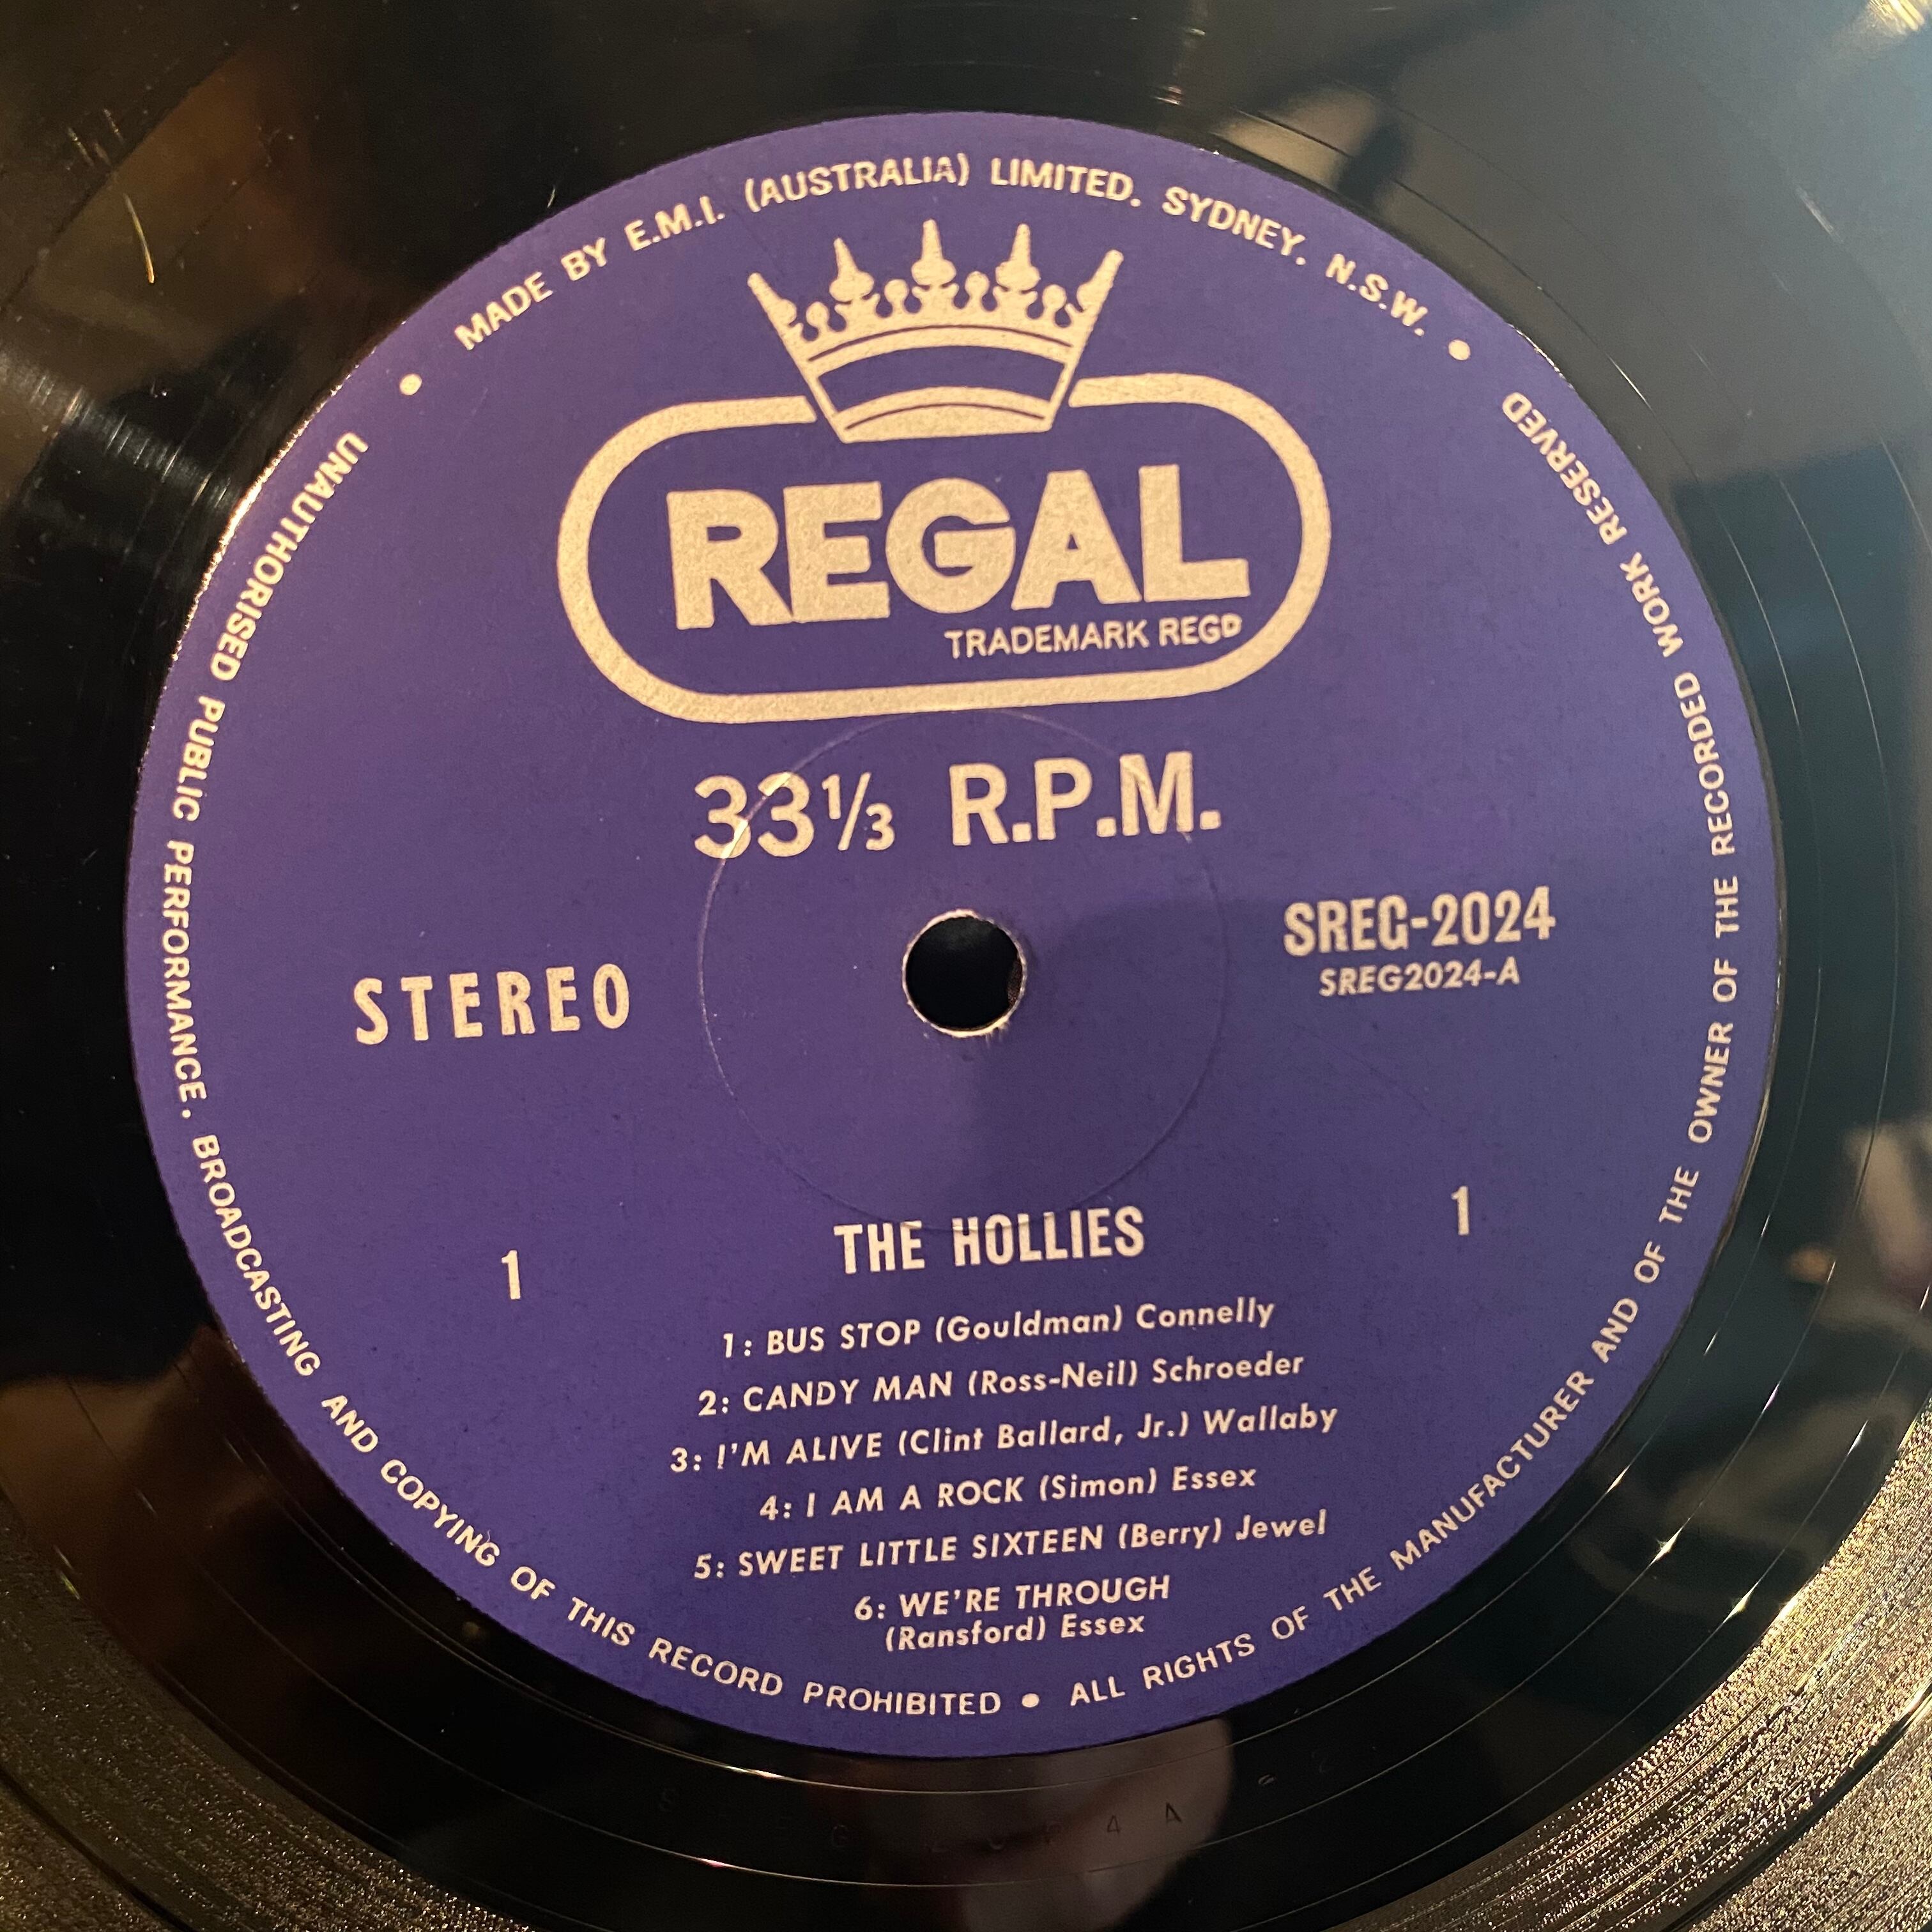 MADE BY E.M.I. (AUSTRALIA) LIMITED. SYDNEY. N.S.W.
REGAL
TRADEMARK REGD
33⅓ R.P.M.
STEREO
SREG-2024
SREG2024-A
1
1
THE HOLLIES
1: BUS STOP (Gouldman) Connelly
2: CANDY MAN (Ross-Neil) Schroeder
3: I'M ALIVE (Clint Ballard, Jr.) Wallaby
4: I AM A ROCK (Simon) Essex
5: SWEET LITTLE SIXTEEN (Berry) Jewel
6: WE'RE THROUGH
(Ransford) Essex
UNAUTHORISED PUBLIC PERFORMANCE. BROADCASTING AND COPYING OF THIS RECORD PROHIBITED • ALL RIGHTS OF THE MANUFACTURER AND OF THE OWNER OF THE RECORDED WORK RESERVED